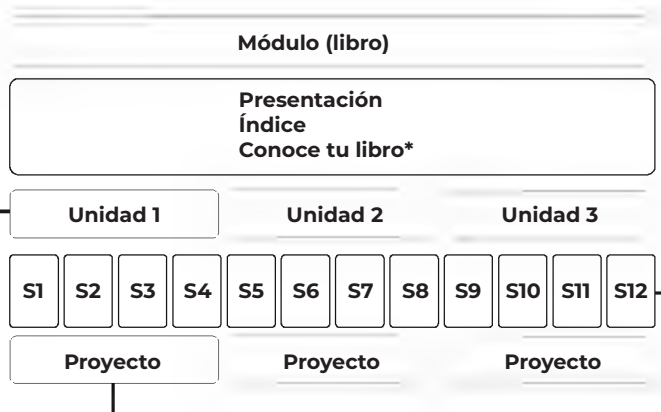 Módulo (libro)
Presentación
Índice
Conoce tu libro*
Unidad 1 Unidad 2 Unidad 3
S1 S2 S3 S4 S5 S6 S7 S8 S9 S10 S11 S12
Proyecto Proyecto Proyecto